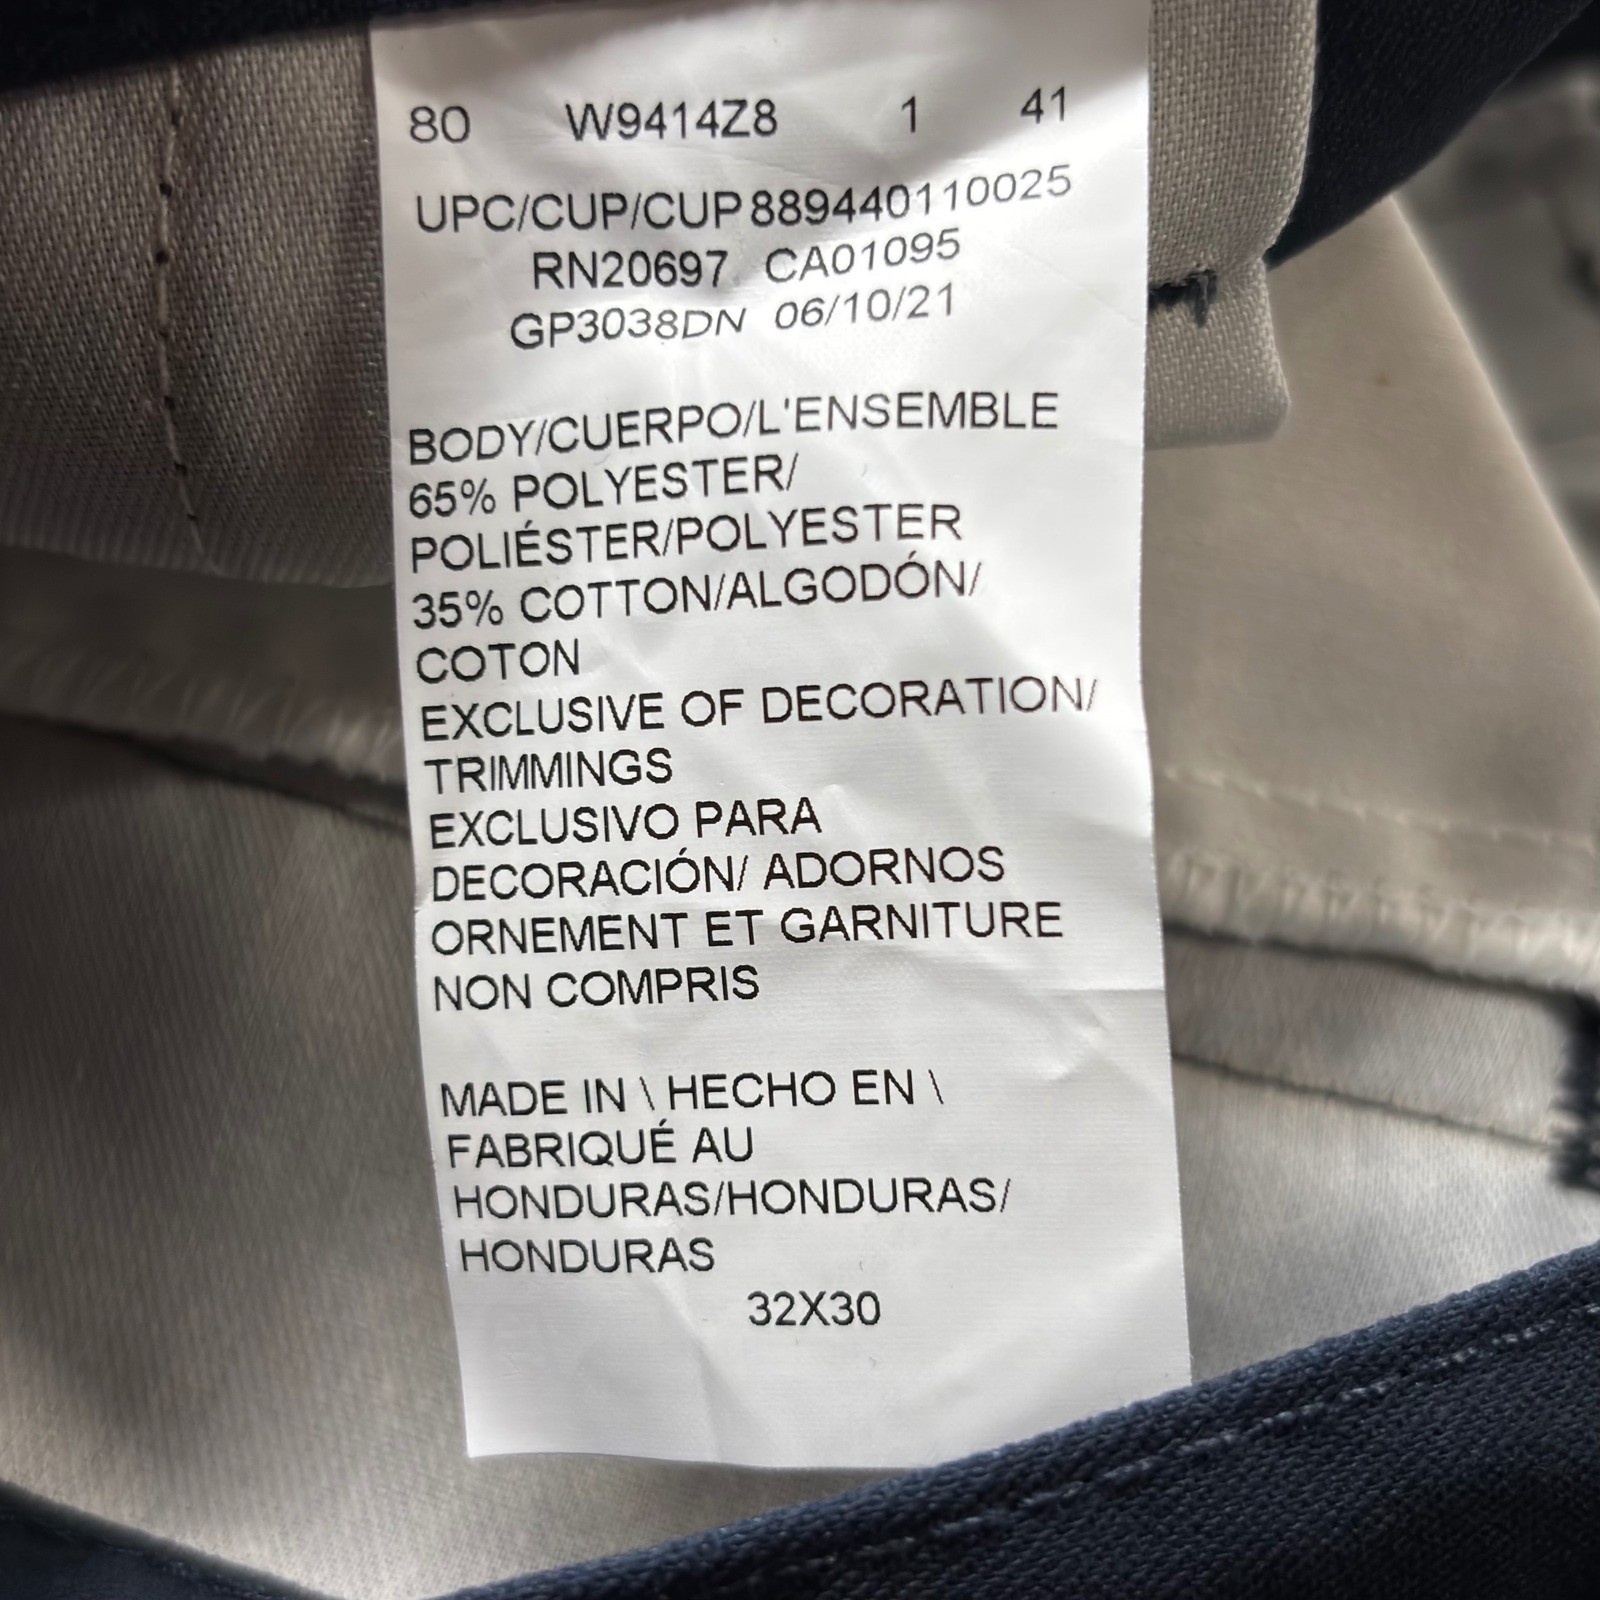 80 W9414Z8 1 41
UPC/CUP/CUP 889440110025
RN20697 CA01095
GP3038DN 06/10/21
BODY/CUERPO/L'ENSEMBLE
65% POLYESTER/
POLIÉSTER/POLYESTER
35% COTTON/ALGODÓN/
COTON
EXCLUSIVE OF DECORATION/
TRIMMINGS
EXCLUSIVO PARA
DECORACIÓN/ ADORNOS
ORNEMENT ET GARNITURE
NON COMPRIS
MADE IN \ HECHO EN \
FABRIQUÉ AU
HONDURAS/HONDURAS/
HONDURAS
32X30